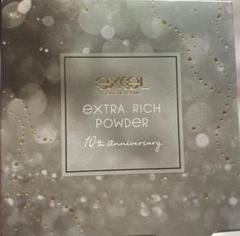 excel
EXTRA RICH
POWDER
10th anniversary